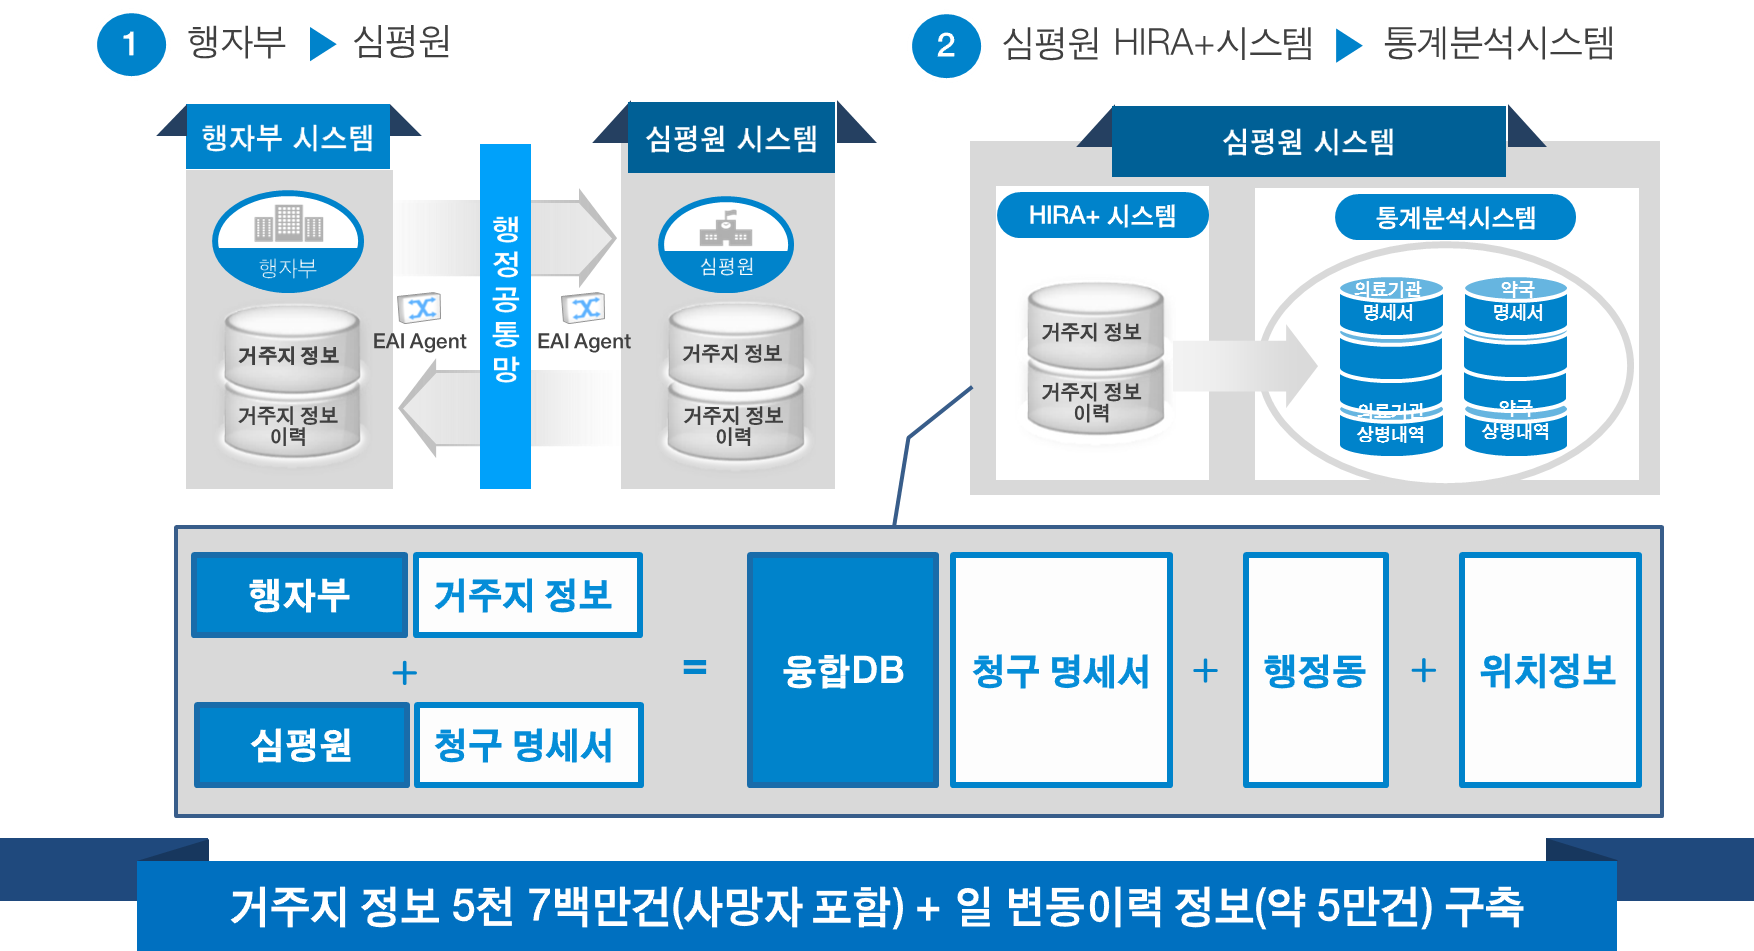 1 행자부 ▶ 심평원
행자부 시스템
행자부
거주지 정보
거주지 정보
이력
EAI Agent
행정공통망
EAI Agent
심평원 시스템
심평원
거주지 정보
거주지 정보
이력
2 심평원 HIRA+시스템 ▶ 통계분석시스템
심평원 시스템
HIRA+ 시스템
거주지 정보
거주지 정보
이력
통계분석시스템
의료기관
명세서
약국
명세서
의료기관
상병내역
약국
상병내역
행자부 거주지 정보
+
심평원 청구 명세서
=
융합DB 청구 명세서 + 행정동 + 위치정보
거주지 정보 5천 7백만건(사망자 포함) + 일 변동이력 정보(약 5만건) 구축